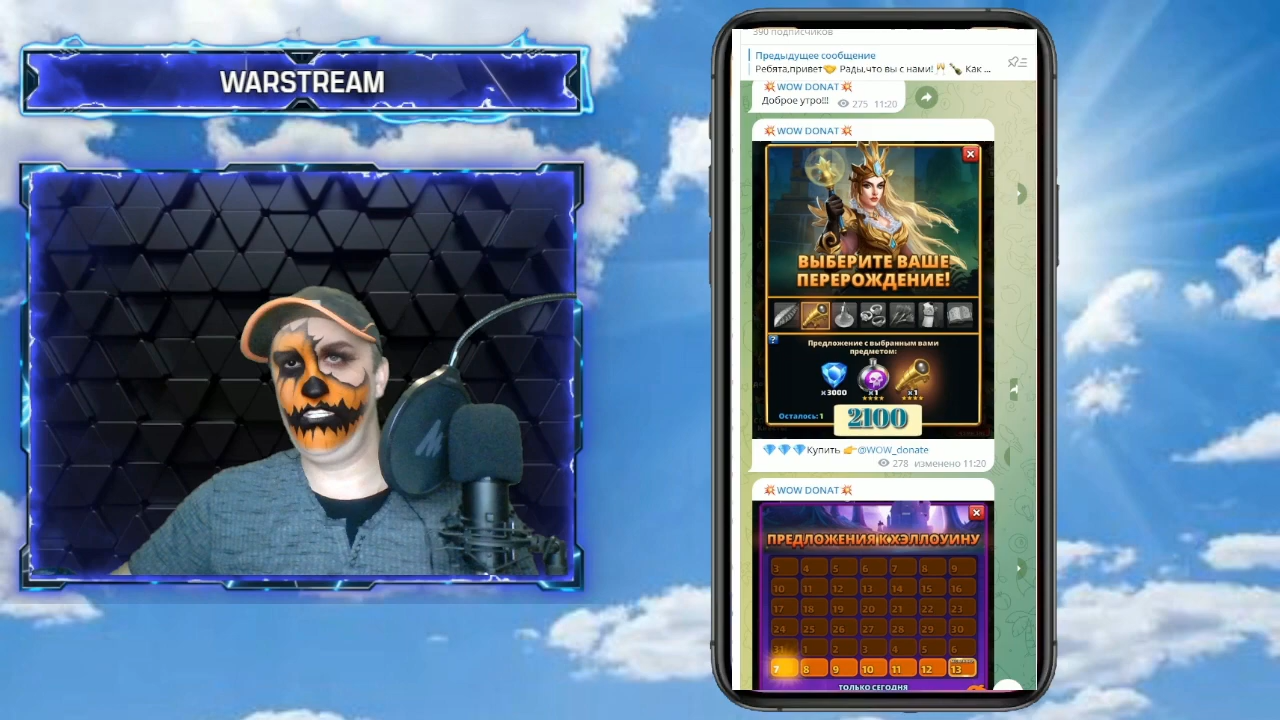 WARSTREAM
390 подписчиков
Предыдущее сообщение
Ребята,привет🤝 Рады,что вы с нами!🥂 🍾 Как ...
💥WOW DONAT💥
Доброе утро!!! 275 11:20
💥WOW DONAT💥
ВЫБЕРИТЕ ВАШЕ
ПЕРЕРОЖДЕНИЕ!
?
Предложение с выбранным вами
предметом:
x3000 x1 x1
Осталось: 1
2100
💎💎💎Купить 👉@WOW_donate
278 изменено 11:20
💥WOW DONAT💥
ПРЕДЛОЖЕНИЯ К ХЭЛЛОУИНУ
3 4 5 6 7 8 9
10 11 12 13 14 15 16
17 18 19 20 21 22 23
24 25 26 27 28 29 30
31 1 2 3 4 5 6
7 8 9 10 11 12 13
ТОЛЬКО СЕГОДНЯ